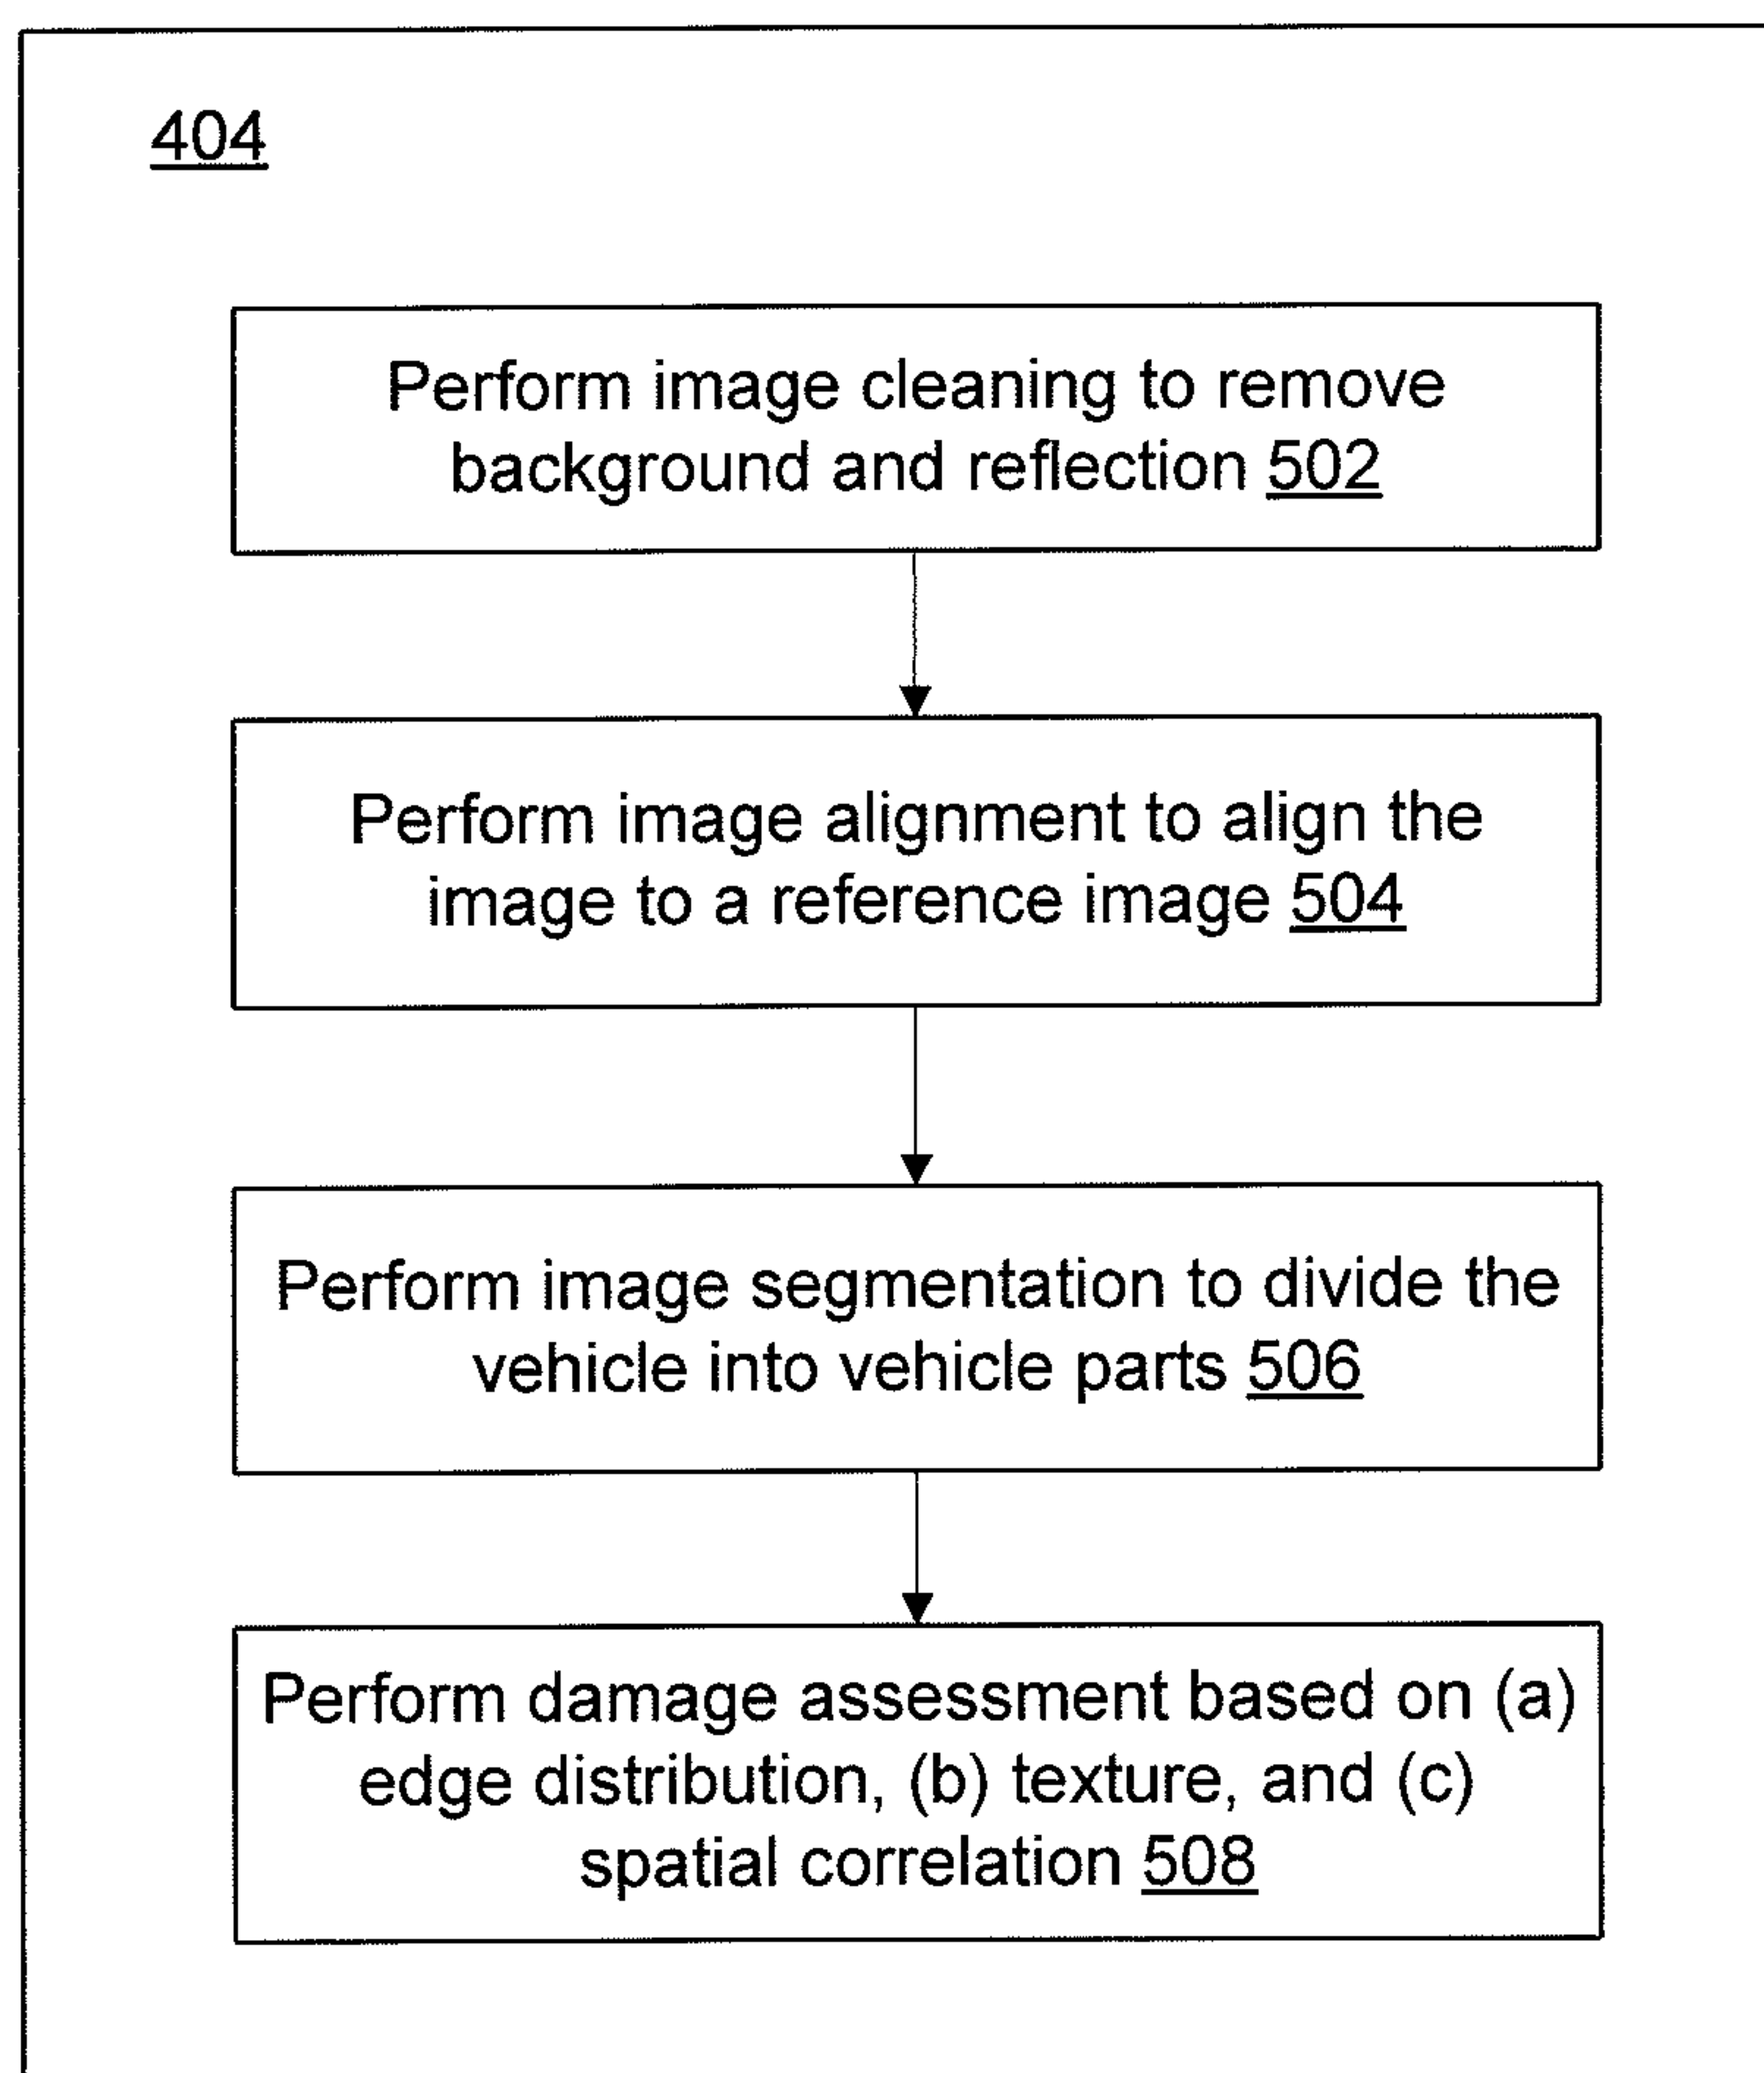 404
Perform image cleaning to remove
background and reflection 502
Perform image alignment to align the
image to a reference image 504
Perform image segmentation to divide the
vehicle into vehicle parts 506
Perform damage assessment based on (a)
edge distribution, (b) texture, and (c)
spatial correlation 508